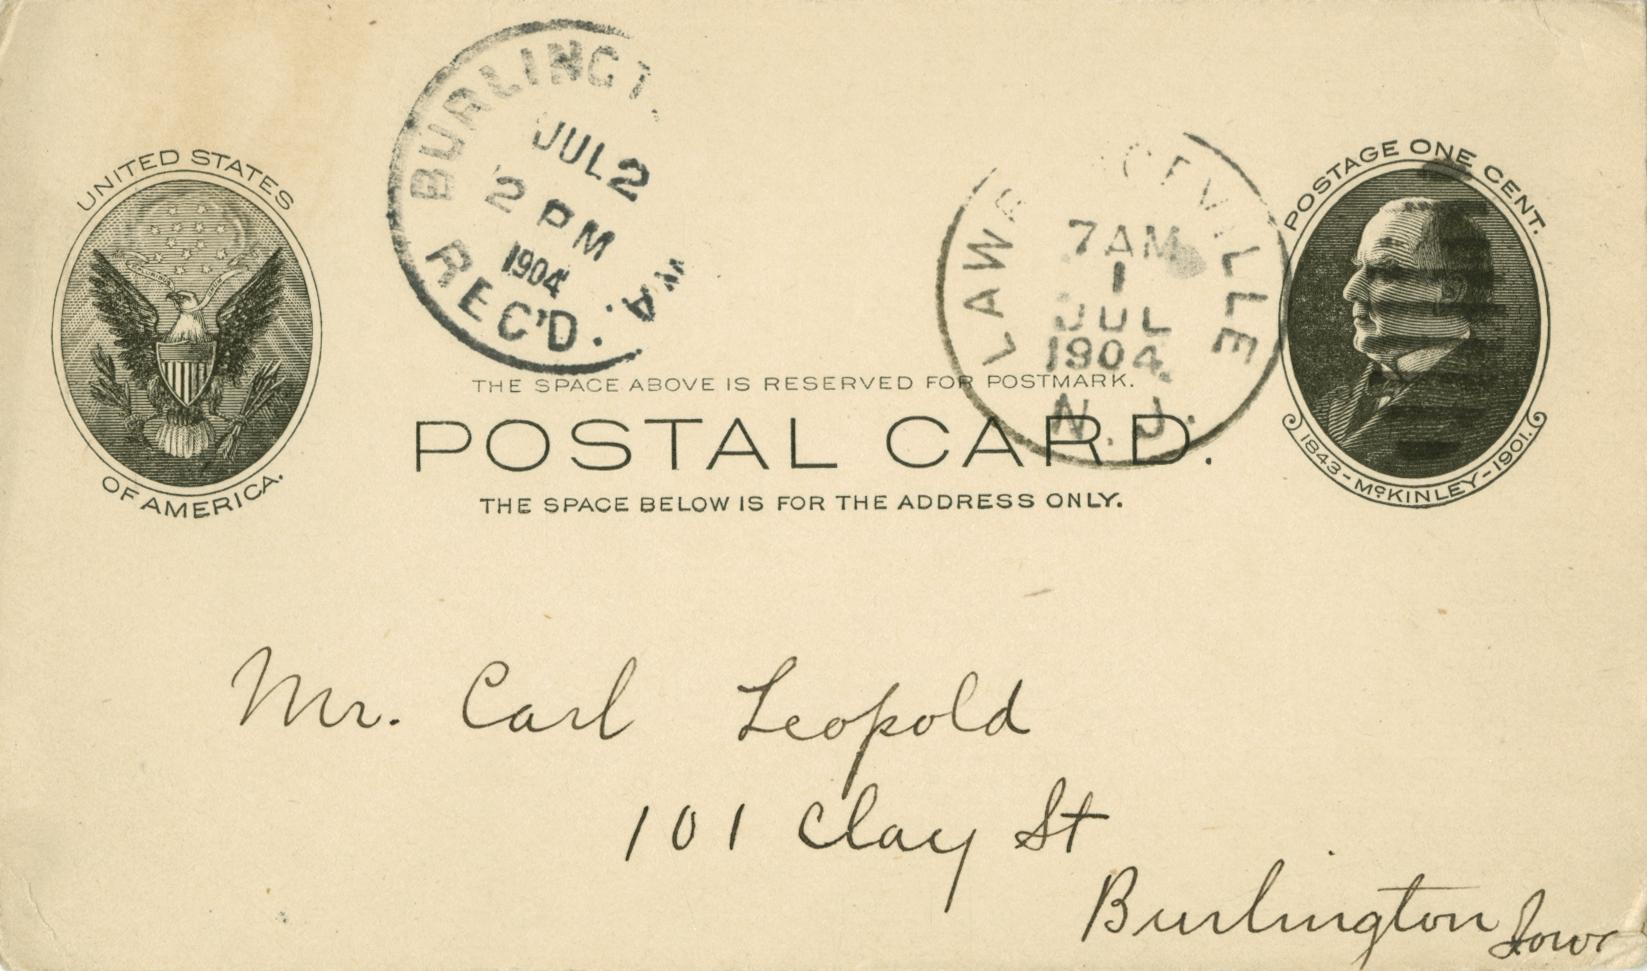 UNITED STATES
OF AMERICA.
BURLINGT
JUL 2
2 PM
1904
REC'D.
WA.
LAW CEVILLE
7 AM
1
JUL
1904.
N. J.
POSTAGE ONE CENT.
1843-McKINLEY-1901.
THE SPACE ABOVE IS RESERVED FOR POSTMARK.
POSTAL CARD.
THE SPACE BELOW IS FOR THE ADDRESS ONLY.
Mr. Carl Leopold
101 Clay St
Burlington Iowa